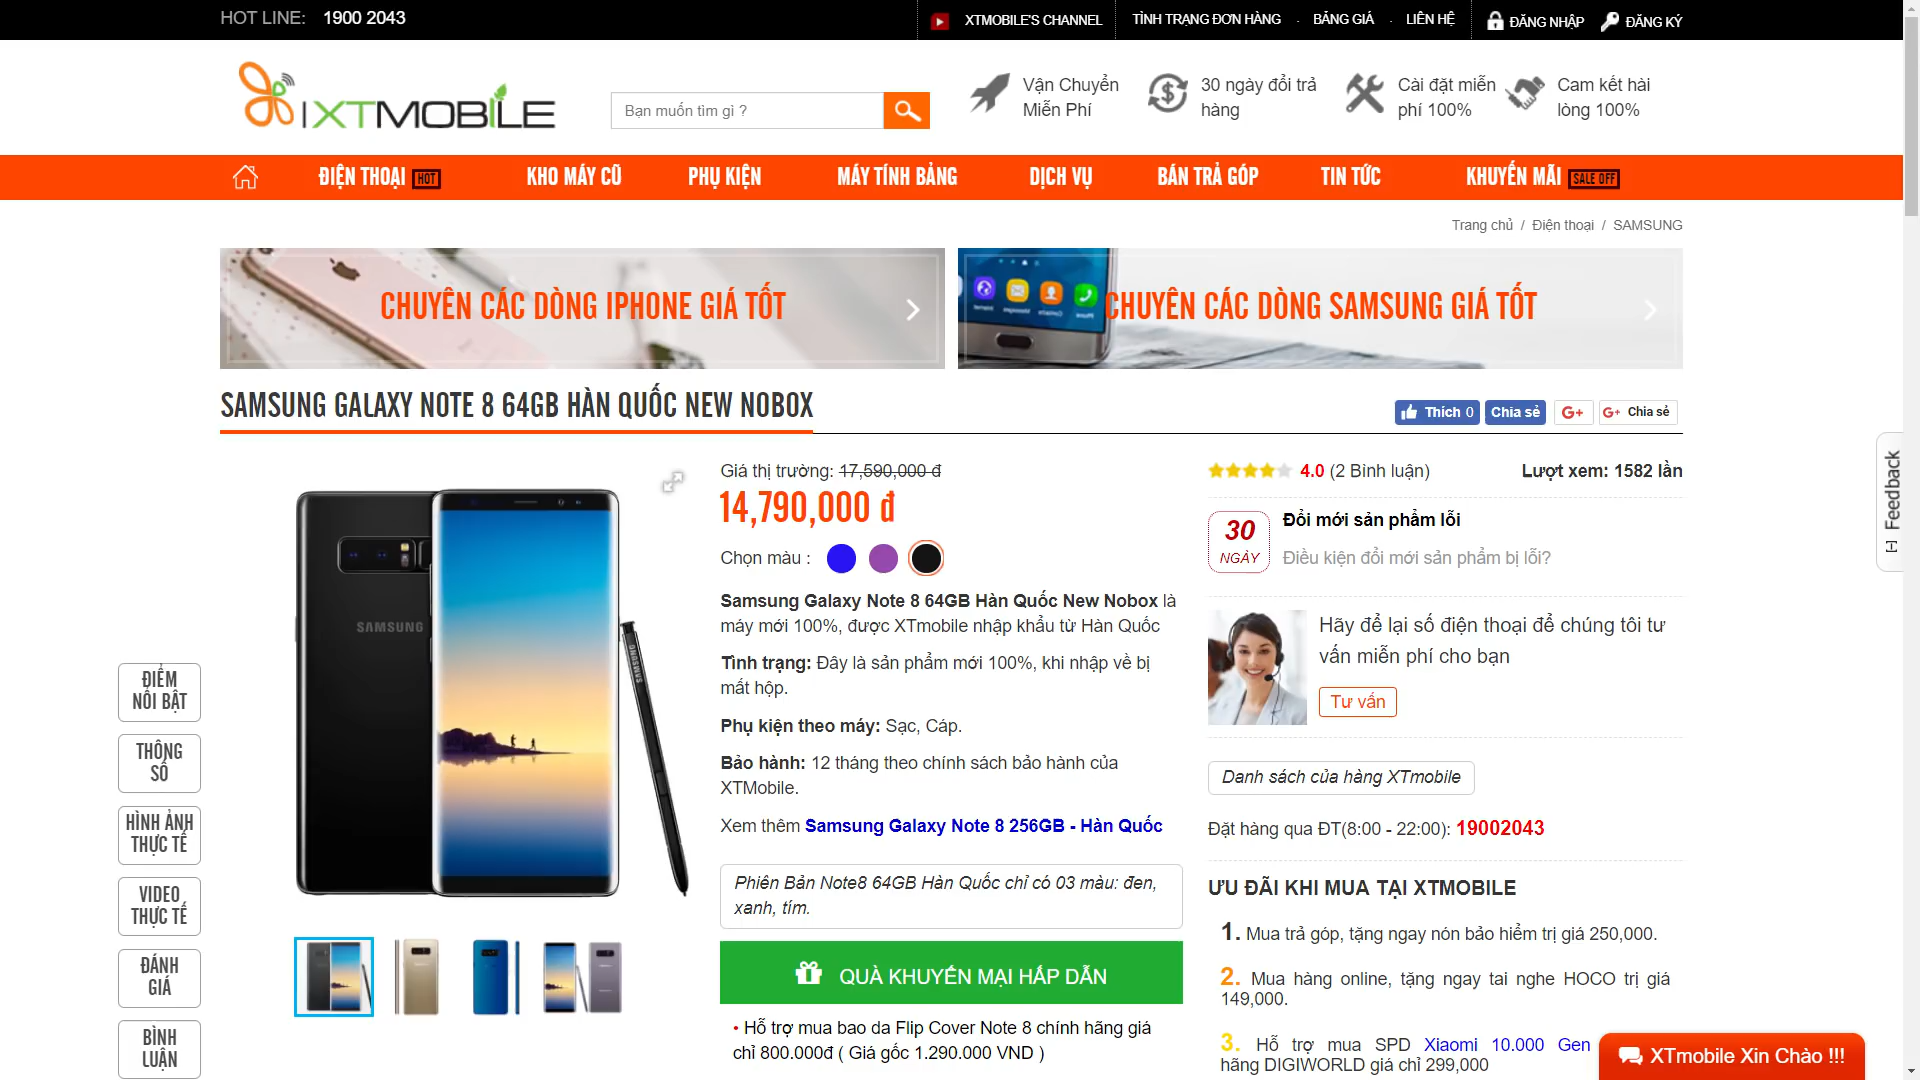 HOT LINE: 1900 2043
XTMOBILE'S CHANNEL
TÌNH TRẠNG ĐƠN HÀNG
BẢNG GIÁ
LIÊN HỆ
ĐĂNG NHẬP
ĐĂNG KÝ
XTMOBILE
Bạn muốn tìm gì ?
Vận Chuyển
Miễn Phí
30 ngày đổi trả
hàng
Cài đặt miễn
phí 100%
Cam kết hài
lòng 100%
ĐIỆN THOẠI HOT
KHO MÁY CŨ
PHỤ KIỆN
MÁY TÍNH BẢNG
DỊCH VỤ
BÁN TRẢ GÓP
TIN TỨC
KHUYẾN MÃI SALE OFF
Trang chủ / Điện thoại / SAMSUNG
CHUYÊN CÁC DÒNG IPHONE GIÁ TỐT
CHUYÊN CÁC DÒNG SAMSUNG GIÁ TỐT
SAMSUNG GALAXY NOTE 8 64GB HÀN QUỐC NEW NOBOX
Thích 0
Chia sẻ
G+
G+ Chia sẻ
SAMSUNG
SAMSUNG
Giá thị trường: 17,590,000 đ
14,790,000 đ
Chọn màu :
Samsung Galaxy Note 8 64GB Hàn Quốc New Nobox là
máy mới 100%, được XTmobile nhập khẩu từ Hàn Quốc
Tình trạng: Đây là sản phẩm mới 100%, khi nhập về bị
mất hộp.
Phụ kiện theo máy: Sạc, Cáp.
Bảo hành: 12 tháng theo chính sách bảo hành của
XTMobile.
Xem thêm Samsung Galaxy Note 8 256GB - Hàn Quốc
Phiên Bản Note8 64GB Hàn Quốc chỉ có 03 màu: đen,
xanh, tím.
QUÀ KHUYẾN MẠI HẤP DẪN
• Hỗ trợ mua bao da Flip Cover Note 8 chính hãng giá
chỉ 800.000đ ( Giá gốc 1.290.000 VND )
4.0 (2 Bình luận)
Lượt xem: 1582 lần
30
NGÀY
Đổi mới sản phẩm lỗi
Điều kiện đổi mới sản phẩm bị lỗi?
Hãy để lại số điện thoại để chúng tôi tư
vấn miễn phí cho bạn
Tư vấn
Danh sách của hàng XTmobile
Đặt hàng qua ĐT(8:00 - 22:00): 19002043
ƯU ĐÃI KHI MUA TẠI XTMOBILE
1. Mua trả góp, tặng ngay nón bảo hiểm trị giá 250,000.
2. Mua hàng online, tặng ngay tai nghe HOCO trị giá
149,000.
3. Hỗ trợ mua SPD Xiaomi 10.000 Gen
hãng DIGIWORLD giá chỉ 299,000
XTmobile Xin Chào !!!
[-] Feedback
ĐIỂM
NỔI BẬT
THÔNG
SỐ
HÌNH ẢNH
THỰC TẾ
VIDEO
THỰC TẾ
ĐÁNH
GIÁ
BÌNH
LUẬN